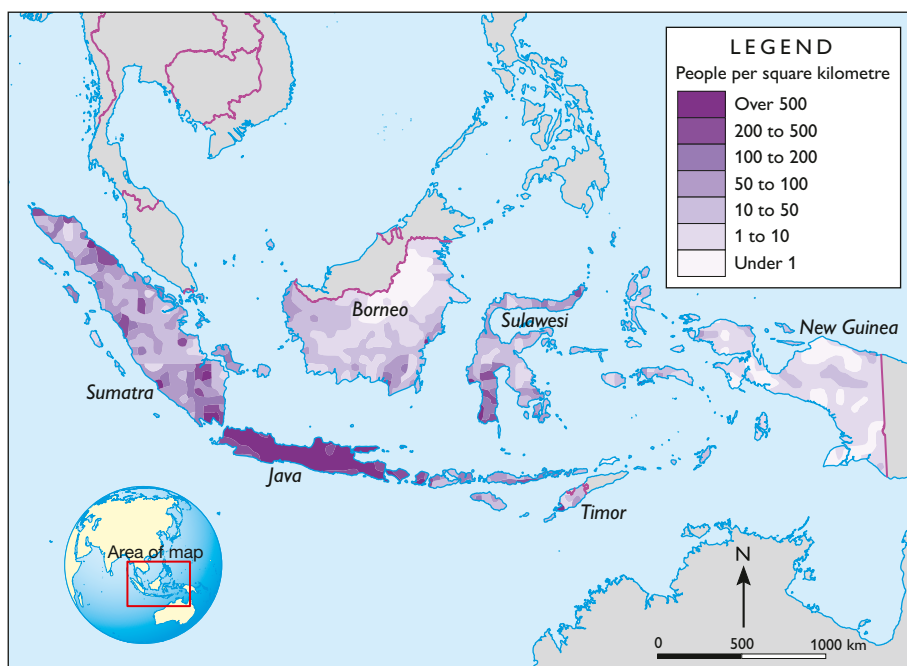 LEGEND
People per square kilometre
Over 500
200 to 500
100 to 200
50 to 100
10 to 50
1 to 10
Under 1
Borneo
Sulawesi
New Guinea
Sumatra
Java
Timor
Area of map
N
0 500 1000 km